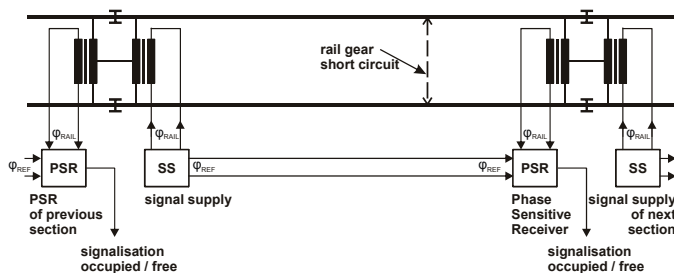 rail gear
short circuit
φRAIL
φRAIL
φRAIL
φRAIL
φREF
PSR
SS
φREF
φREF
PSR
SS
PSR
of previous
section
signal supply
Phase
Sensitive
Receiver
signal supply
of next
section
signalisation
occupied / free
signalisation
occupied / free